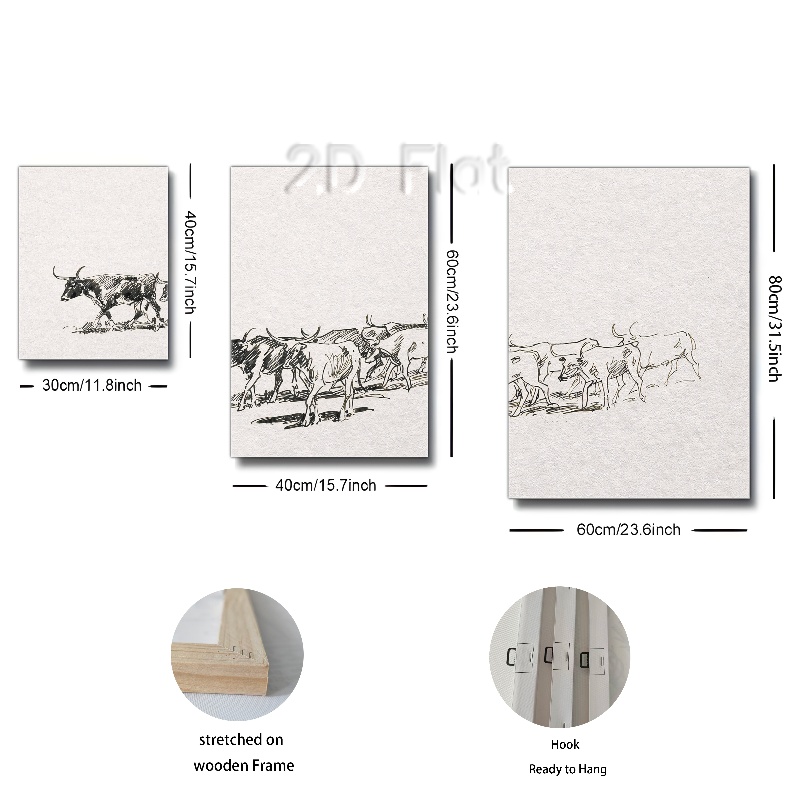 2D Flat
40cm/15.7inch
60cm/23.6inch
80cm/31.5inch
30cm/11.8inch
40cm/15.7inch
60cm/23.6inch
stretched on
wooden Frame
Hook
Ready to Hang